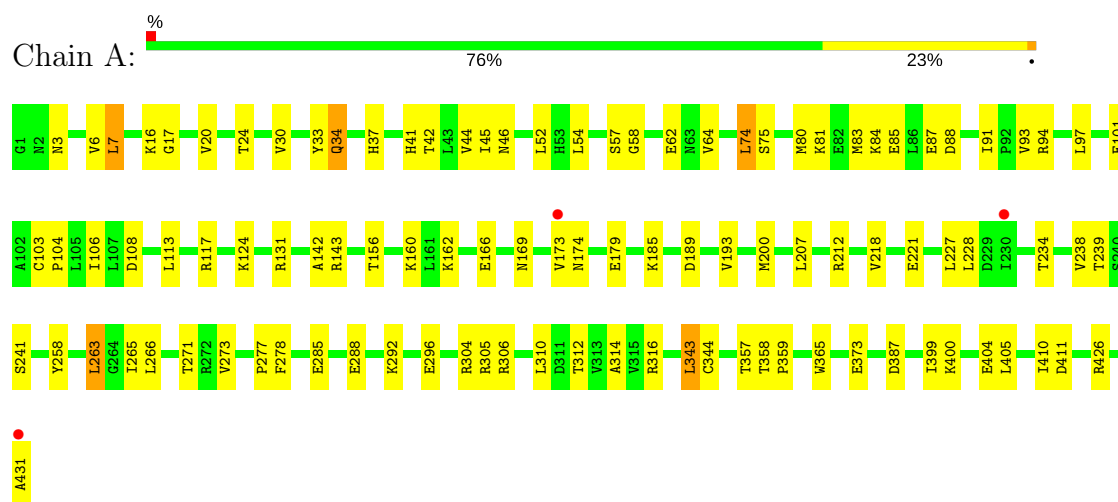 %
Chain A:
76% 23% •
G1 N2 N3 V6 L7 K16 G17 V20 T24 V30 Y33 Q34 H37 H41 T42 L43 V44 I45 N46 L52 H53 L54 S57 G58 E62 N63 V64 L74 S75 M80 K81 E82 M83 K84 E85 L86 E87 D88 I91 P92 V93 R94 L97 E101
A102 C103 P104 L105 I106 L107 D108 L113 R117 K124 R131 A142 R143 T156 K160 L161 K162 E166 N169 V173 N174 E179 K185 D189 V193 M200 L207 R212 V218 E221 L227 L228 D229 I230 T234 V238 T239 S240
S241 Y258 L263 G264 I265 L266 T271 R272 V273 P277 F278 E285 E288 K292 E296 R304 R305 R306 L310 D311 T312 V313 A314 V315 R316 L343 C344 T357 T358 P359 W365 E373 D387 I399 K400 E404 L405 I410 D411 R426
A431